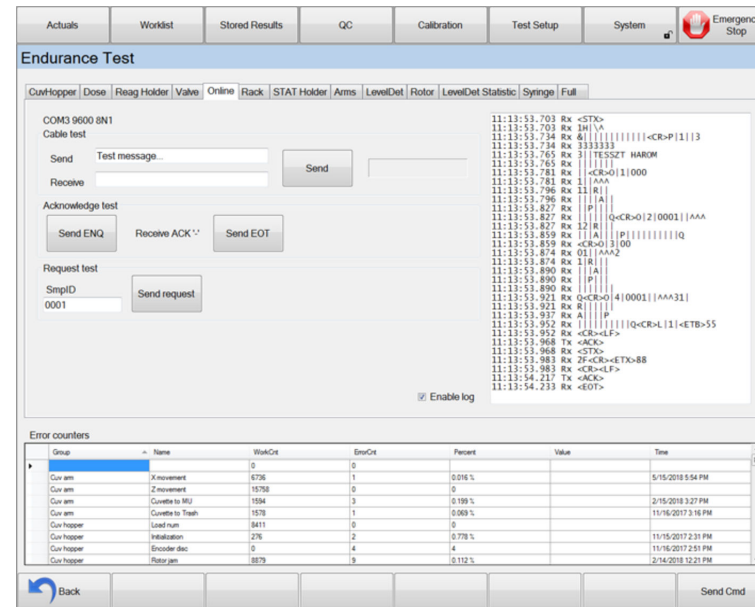 Actuals Worklist Stored Results QC Calibration Test Setup System Emergenc
Stop
Endurance Test
CuvHopper Dose Reag Holder Valve Online Rack STAT Holder Arms LevelDet Rotor LevelDet Statistic Syringe Full
COM3 9600 8N1
Cable test
Send Test message... Send
Receive
Acknowledge test
Send ENQ Receive ACK '-' Send EOT
Request test
SmpID
0001 Send request
Enable log
11:13:53.703 Rx <STX>
11:13:53.703 Rx 1H|\^
11:13:53.734 Rx &||||||||||||<CR>P|1||3
11:13:53.734 Rx 3333333
11:13:53.765 Rx 3||TESSZT HAROM
11:13:53.765 Rx |||||||
11:13:53.781 Rx ||<CR>O|1|000
11:13:53.781 Rx 1||^^^
11:13:53.796 Rx 11|R||
11:13:53.796 Rx ||||A||
11:13:53.827 Rx ||P||||
11:13:53.827 Rx ||||||Q<CR>O|2|0001||^^^
11:13:53.827 Rx 12|R|||
11:13:53.859 Rx |||A||||P||||||||||Q
11:13:53.859 Rx <CR>O|3|00
11:13:53.874 Rx 01||^^^2
11:13:53.874 Rx 1|R|||
11:13:53.890 Rx |||A||
11:13:53.890 Rx ||P|||
11:13:53.890 Rx |||||||
11:13:53.921 Rx Q<CR>O|4|0001||^^^31|
11:13:53.921 Rx R||||||
11:13:53.937 Rx A||||P
11:13:53.952 Rx ||||||||||Q<CR>L|1|<ETB>55
11:13:53.952 Rx <CR><LF>
11:13:53.968 Tx <ACK>
11:13:53.968 Rx <STX>
11:13:53.983 Rx 2F<CR><ETX>88
11:13:53.983 Rx <CR><LF>
11:13:54.217 Tx <ACK>
11:13:54.233 Rx <EOT>
Error counters
Group Name WorkCnt ErrorCnt Percent Value Time
0 0
Cuv arm X movement 6736 1 0.016 % 5/15/2018 5:54 PM
Cuv arm Z movement 15758 0 0
Cuv arm Cuvette to MU 1594 3 0.199 % 2/15/2018 3:27 PM
Cuv arm Cuvette to Trash 1578 1 0.069 % 11/16/2017 3:16 PM
Cuv hopper Load num 8411 0 0
Cuv hopper Initialization 276 2 0.778 % 11/15/2017 2:31 PM
Cuv hopper Encoder disc 0 4 4 11/16/2017 2:51 PM
Cuv hopper Rotor jam 8879 9 0.112 % 2/14/2018 12:21 PM
Back Send Cmd